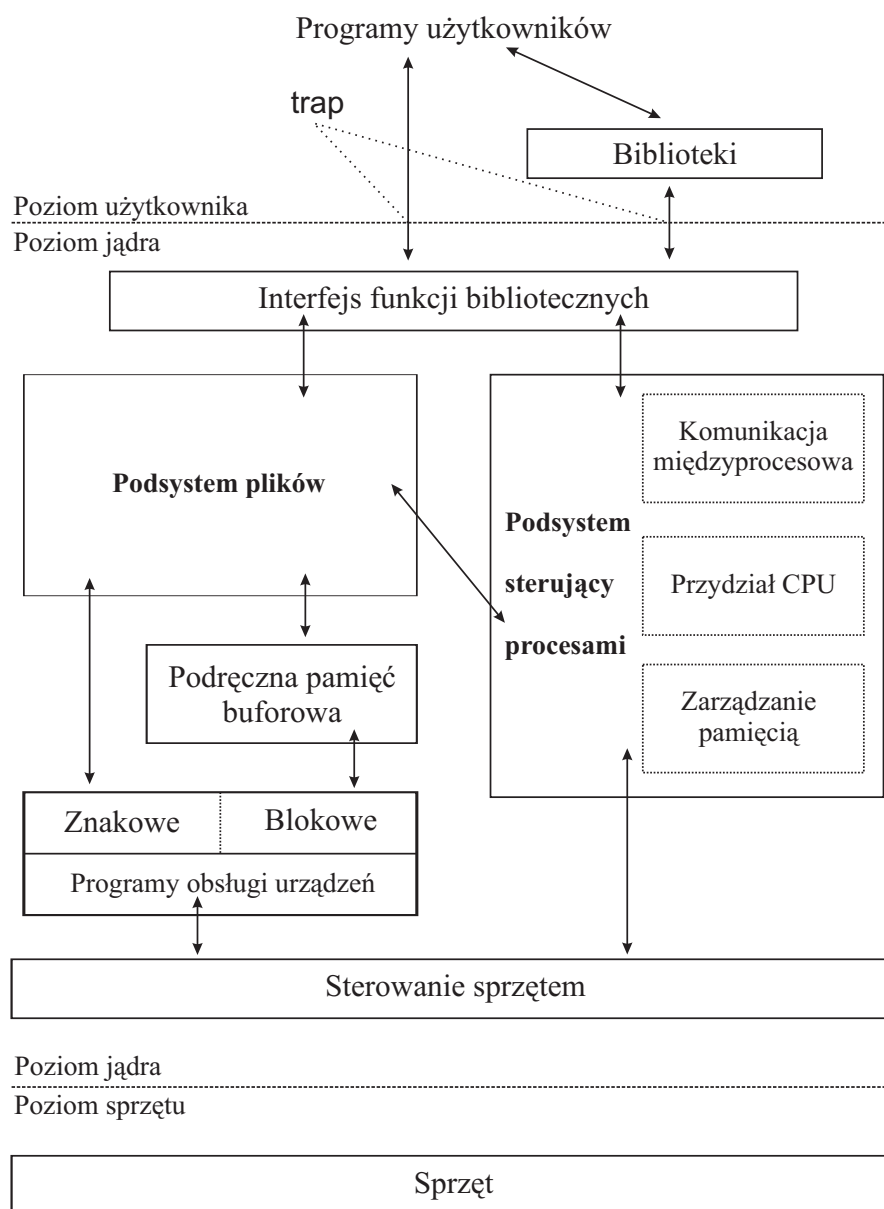 Programy użytkowników
trap
Biblioteki
Poziom użytkownika
Poziom jądra
Interfejs funkcji bibliotecznych
Podsystem plików
Podsystem
sterujący
procesami
Komunikacja
międzyprocesowa
Przydział CPU
Zarządzanie
pamięcią
Podręczna pamięć
buforowa
Znakowe
Blokowe
Programy obsługi urządzeń
Sterowanie sprzętem
Poziom jądra
Poziom sprzętu
Sprzęt